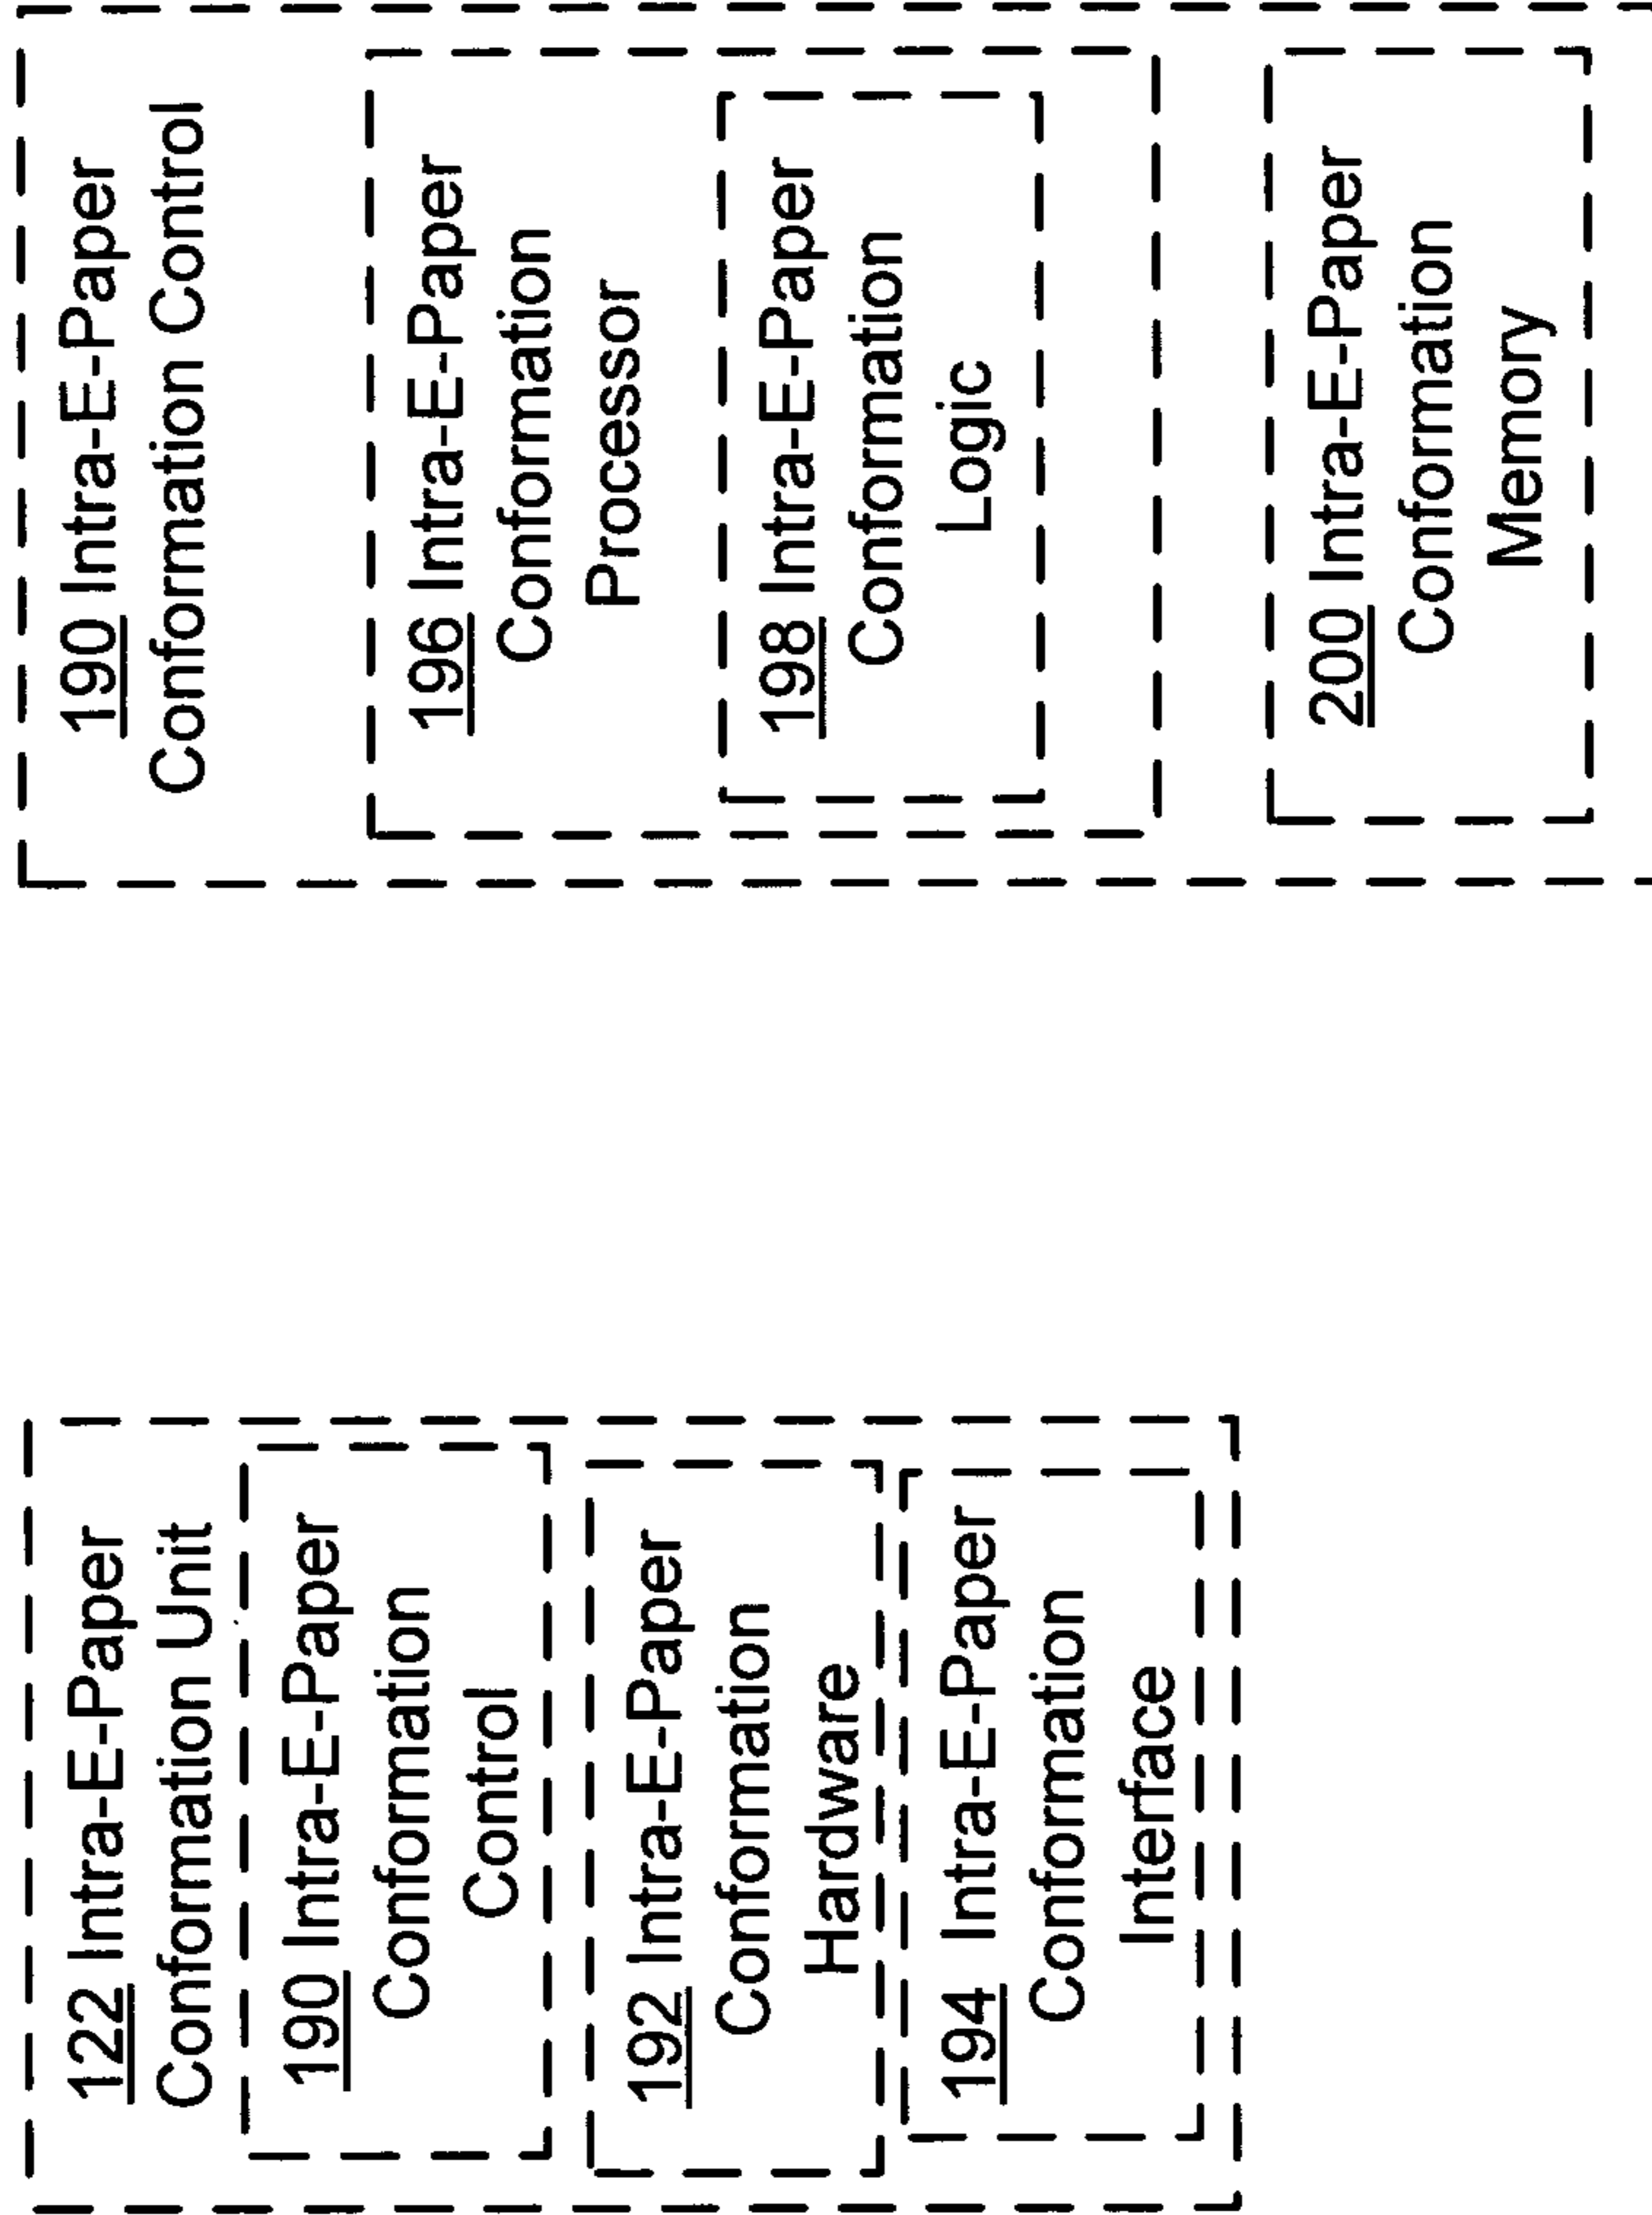 122 Intra-E-Paper
Conformation Unit
190 Intra-E-Paper
Conformation
Control
192 Intra-E-Paper
Conformation
Hardware
194 Intra-E-Paper
Conformation
Interface
190 Intra-E-Paper
Conformation Control
196 Intra-E-Paper
Conformation
Processor
198 Intra-E-Paper
Conformation
Logic
200 Intra-E-Paper
Conformation
Memory